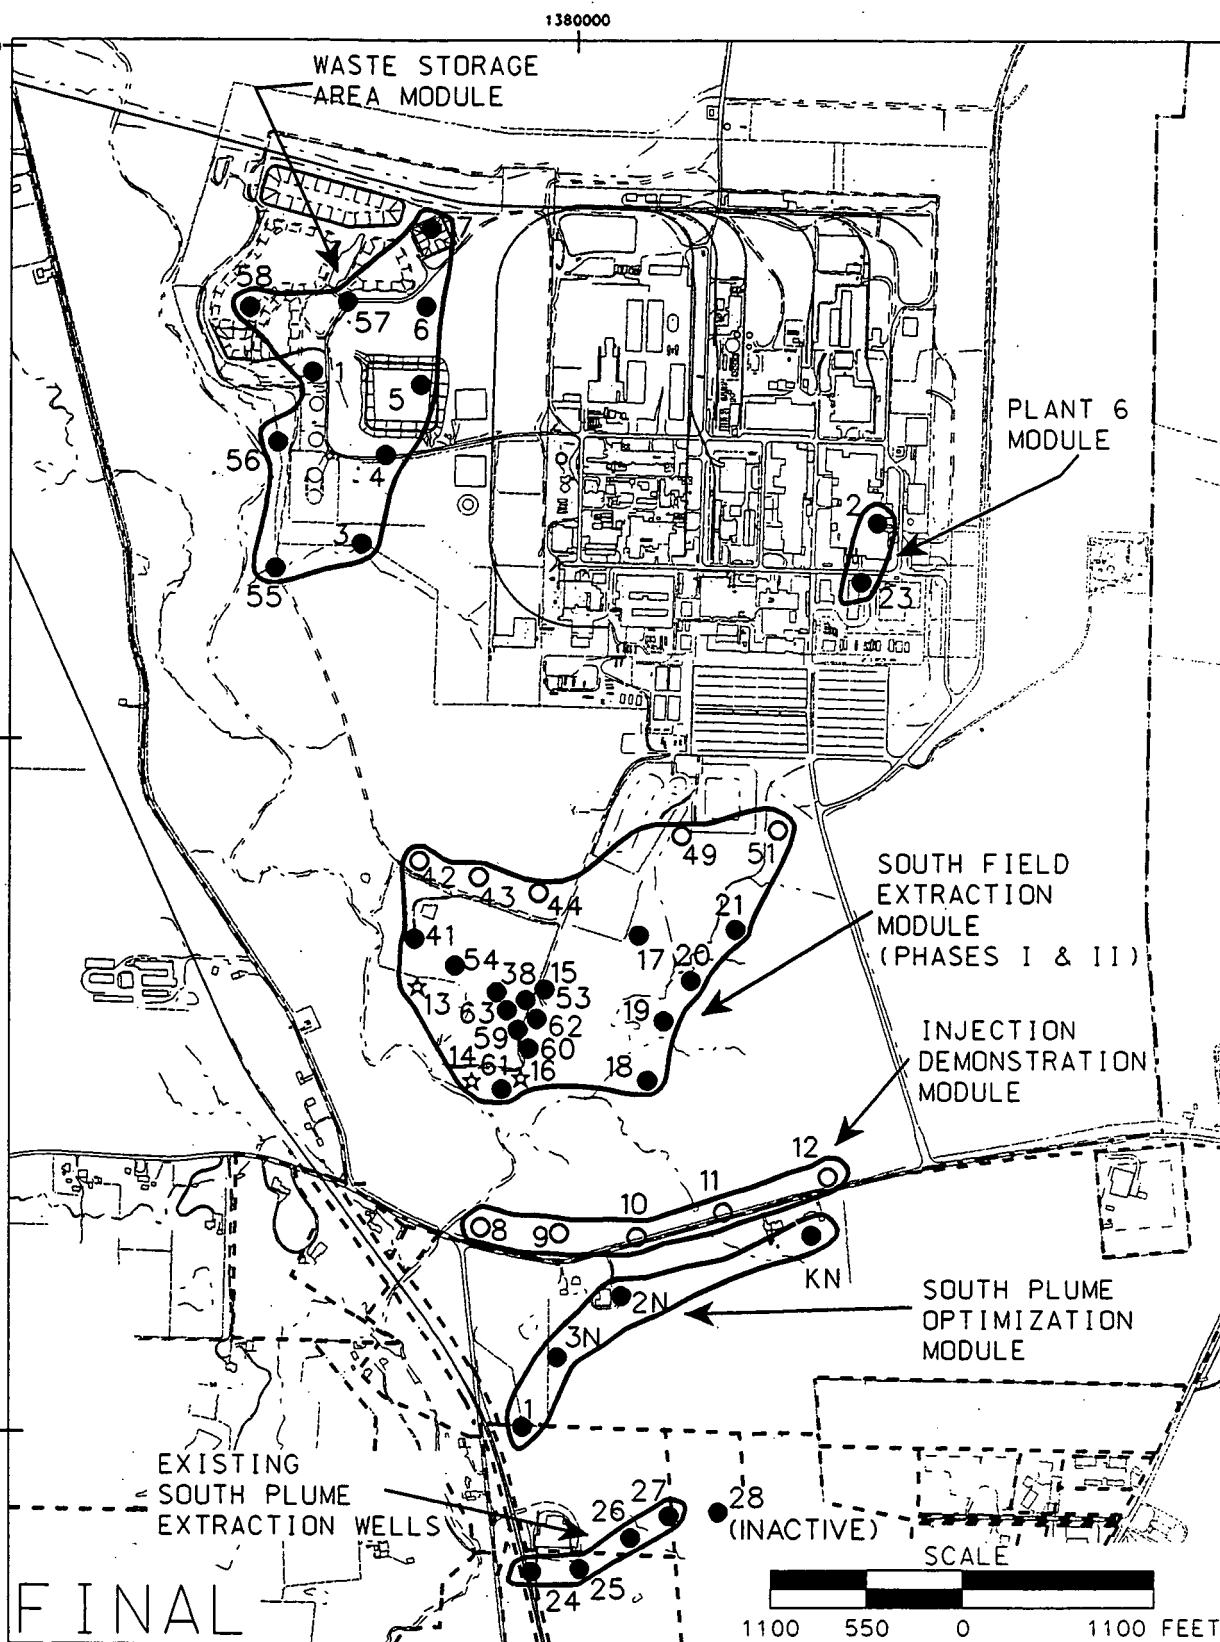 1380000
WASTE STORAGE
AREA MODULE
58
57
6
1
5
PLANT 6
MODULE
56
4
2
3
55
23
49
51
42
43
44
SOUTH FIELD
EXTRACTION
MODULE
(PHASES I & II)
21
41
17
54
20
38
15
13
53
63
19
62
59
INJECTION
DEMONSTRATION
MODULE
60
14
61
16
18
12
11
10
8
9
KN
2N
SOUTH PLUME
OPTIMIZATION
MODULE
3N
1
EXISTING
SOUTH PLUME
EXTRACTION WELLS
27
28
(INACTIVE)
26
25
24
SCALE
1100 550 0 1100 FEET
FINAL